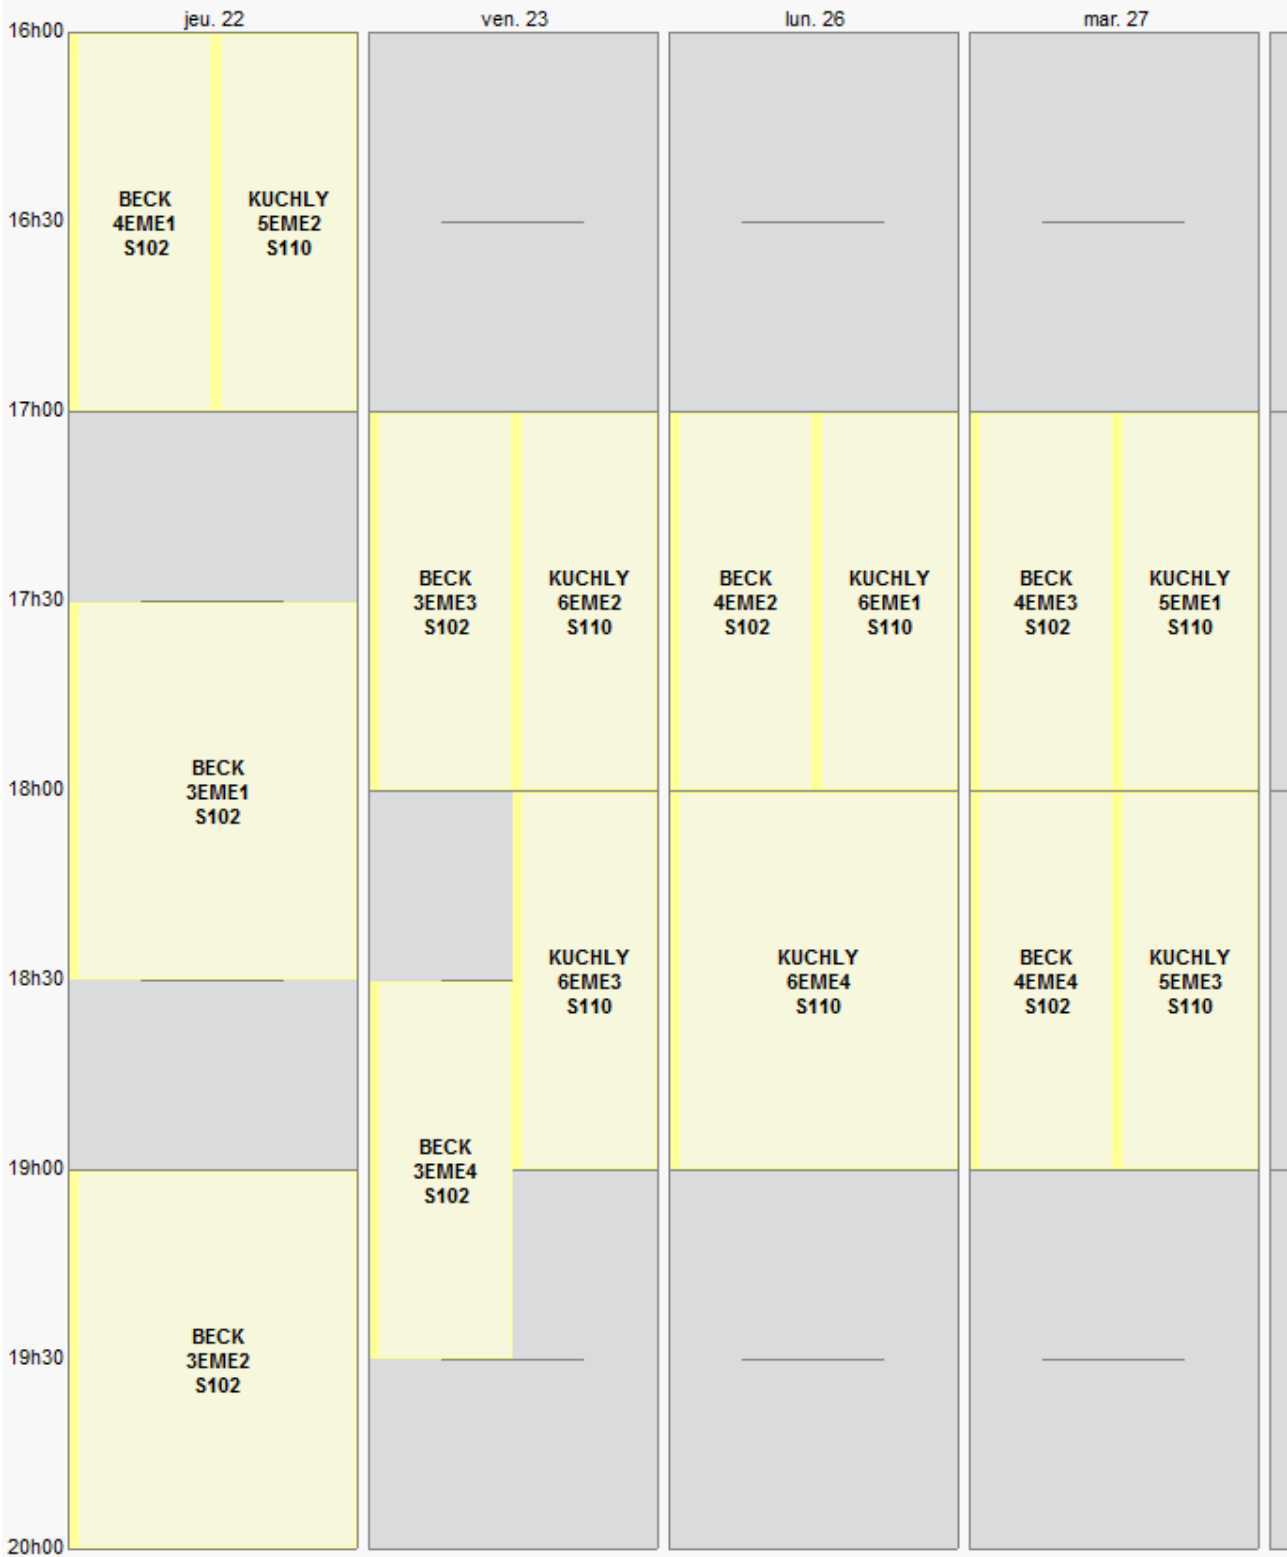 jeu. 22
ven. 23
lun. 26
mar. 27
16h00
16h30
17h00
17h30
18h00
18h30
19h00
19h30
20h00
BECK
4EME1
S102
KUCHLY
5EME2
S110
BECK
3EME1
S102
BECK
3EME2
S102
BECK
3EME3
S102
KUCHLY
6EME2
S110
KUCHLY
6EME3
S110
BECK
3EME4
S102
BECK
4EME2
S102
KUCHLY
6EME1
S110
KUCHLY
6EME4
S110
BECK
4EME3
S102
KUCHLY
5EME1
S110
BECK
4EME4
S102
KUCHLY
5EME3
S110